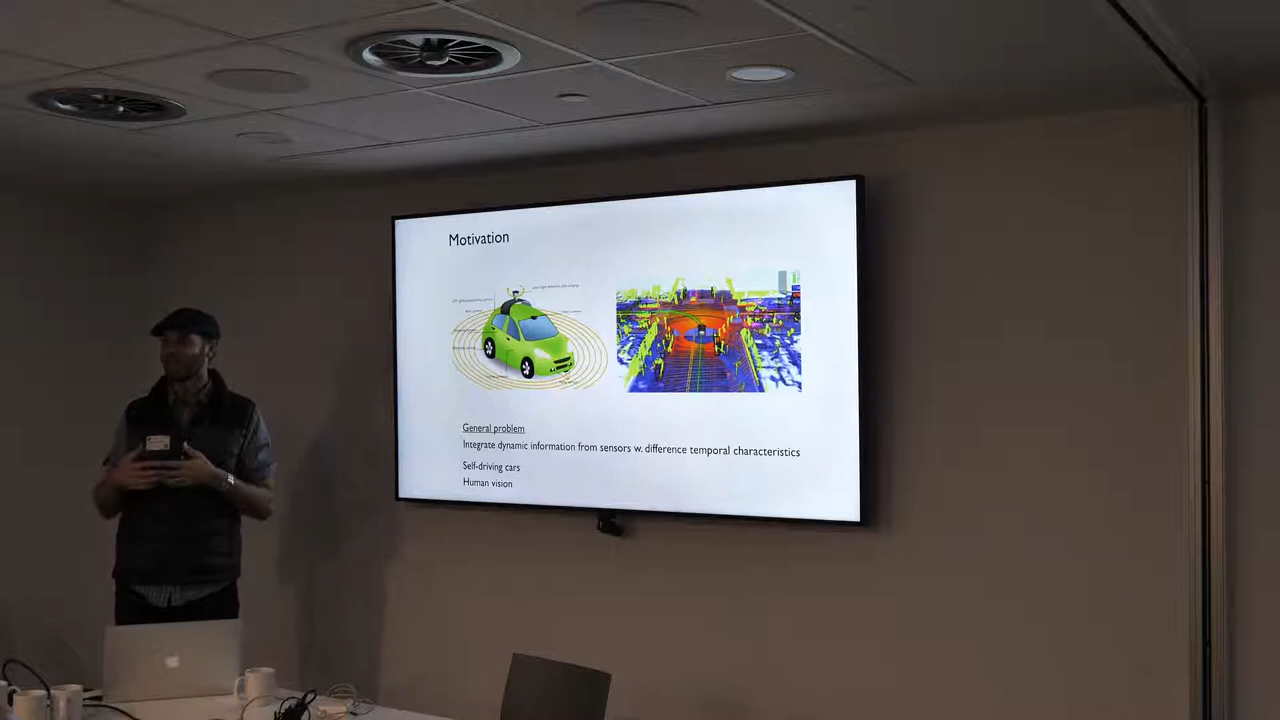 Motivation
General problem
Integrate dynamic information from sensors w. difference temporal characteristics
Self-driving cars
Human vision